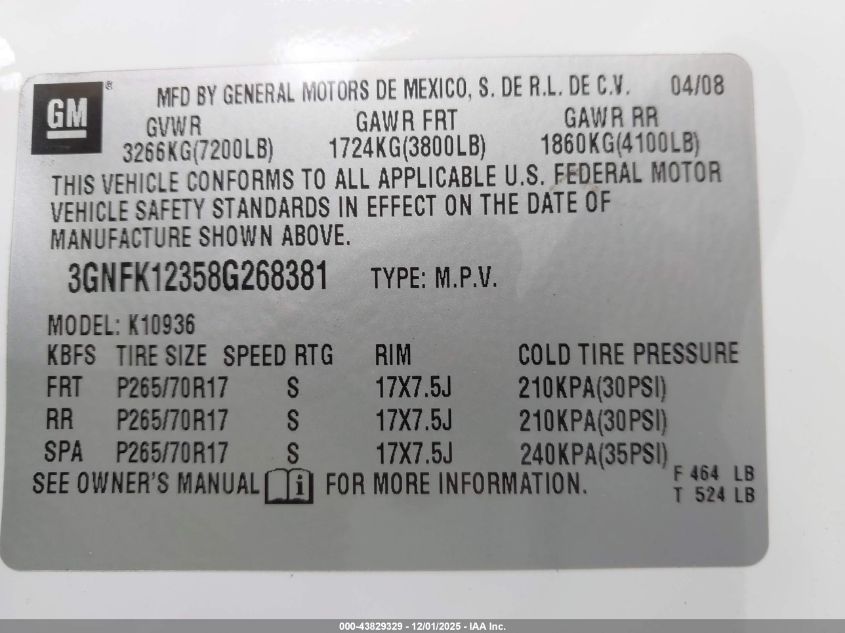 GM ® MFD BY GENERAL MOTORS DE MEXICO, S. DE R.L. DE C.V. 04/08
GVWR GAWR FRT GAWR RR
3266KG(7200LB) 1724KG(3800LB) 1860KG(4100LB)
THIS VEHICLE CONFORMS TO ALL APPLICABLE U.S. FEDERAL MOTOR
VEHICLE SAFETY STANDARDS IN EFFECT ON THE DATE OF
MANUFACTURE SHOWN ABOVE.
3GNFK12358G268381 TYPE: M.P.V.
MODEL: K10936
KBFS TIRE SIZE SPEED RTG RIM COLD TIRE PRESSURE
FRT P265/70R17 S 17X7.5J 210KPA(30PSI)
RR P265/70R17 S 17X7.5J 210KPA(30PSI)
SPA P265/70R17 S 17X7.5J 240KPA(35PSI)
F 464 LB
SEE OWNER'S MANUAL i FOR MORE INFORMATION.
T 524 LB
000-43829329 - 12/01/2025 - IAA Inc.